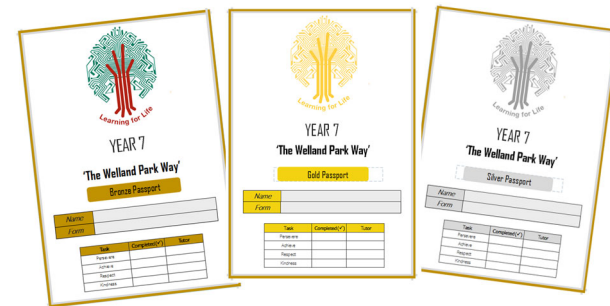 Learning for Life
YEAR 7
'The Welland Park Way'
Bronze Passport
Name
Form
Task Completed(✓) Tutor
Persevere
Achieve
Respect
Kindness
Learning for Life
YEAR 7
'The Welland Park Way'
Gold Passport
Name
Form
Task Completed(✓) Tutor
Persevere
Achieve
Respect
Kindness
Learning for Life
YEAR 7
'The Welland Park Way'
Silver Passport
Name
Form
Task Completed(✓) Tutor
Persevere
Achieve
Respect
Kindness